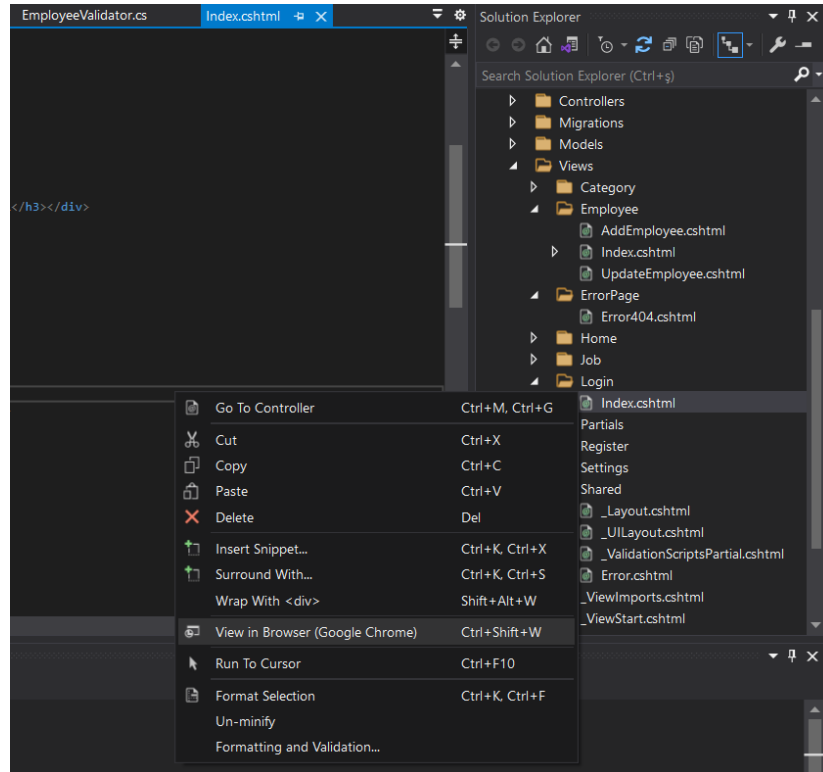 EmployeeValidator.cs
Index.cshtml
Solution Explorer
Search Solution Explorer (Ctrl+ş)
Controllers
Migrations
Models
Views
Category
Employee
AddEmployee.cshtml
Index.cshtml
UpdateEmployee.cshtml
ErrorPage
Error404.cshtml
Home
Job
Login
Index.cshtml
Partials
Register
Settings
Shared
_Layout.cshtml
_UILayout.cshtml
_ValidationScriptsPartial.cshtml
Error.cshtml
_ViewImports.cshtml
_ViewStart.cshtml
</h3></div>
Go To Controller Ctrl+M, Ctrl+G
Cut Ctrl+X
Copy Ctrl+C
Paste Ctrl+V
Delete Del
Insert Snippet... Ctrl+K, Ctrl+X
Surround With... Ctrl+K, Ctrl+S
Wrap With <div> Shift+Alt+W
View in Browser (Google Chrome) Ctrl+Shift+W
Run To Cursor Ctrl+F10
Format Selection Ctrl+K, Ctrl+F
Un-minify
Formatting and Validation...